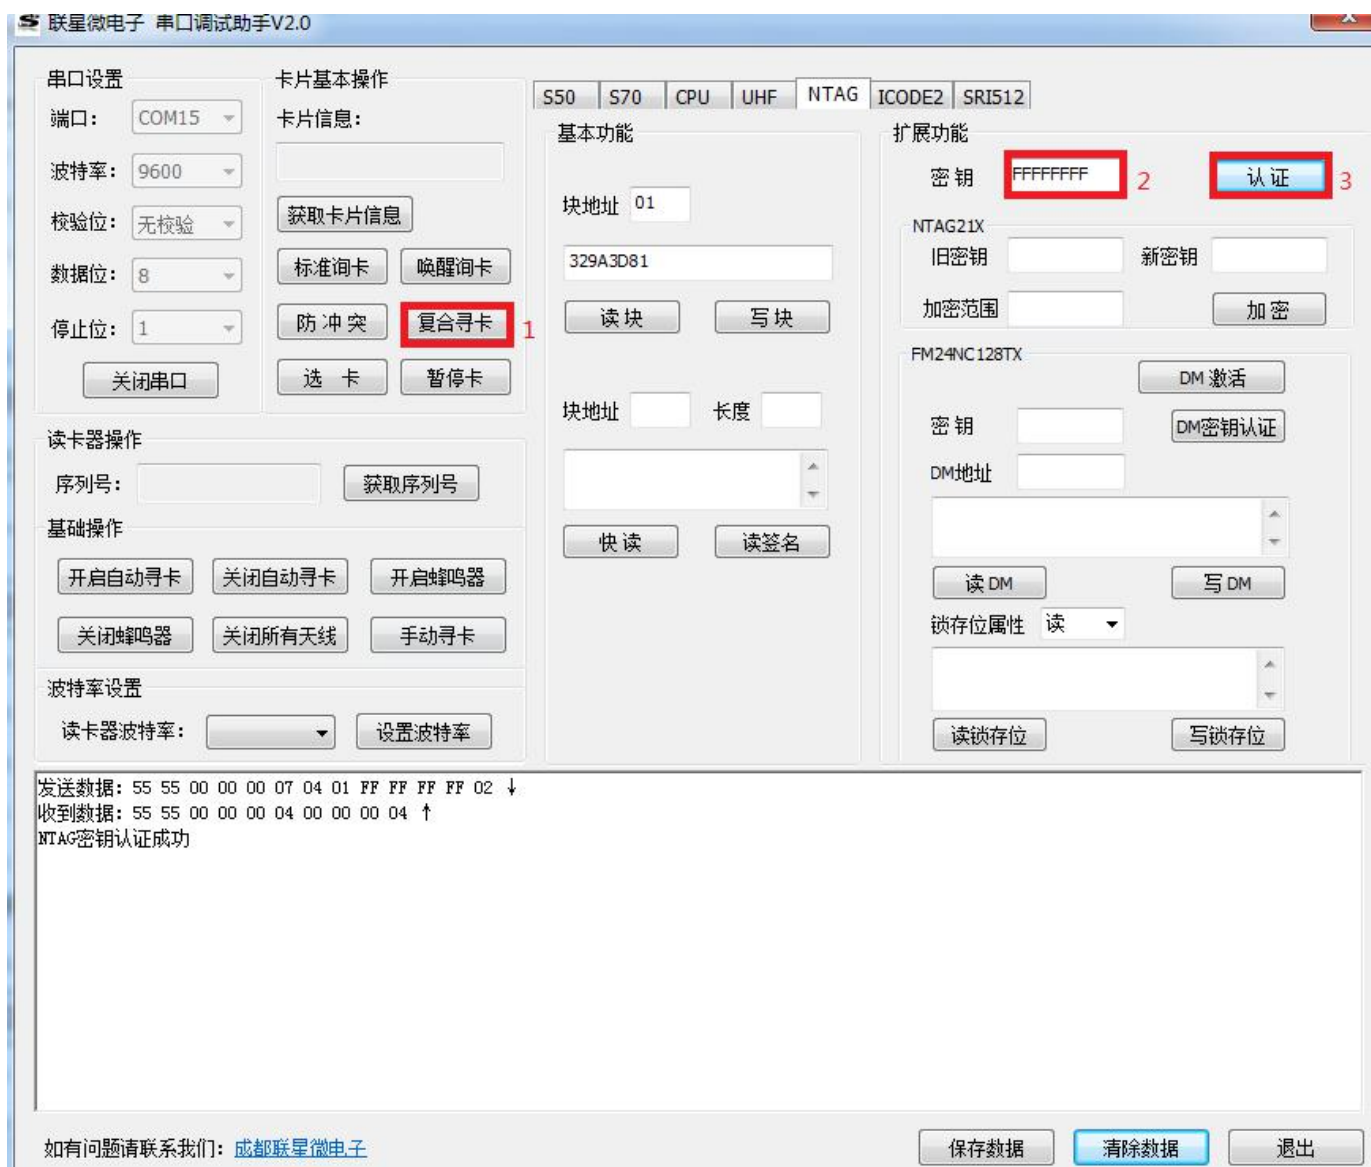 联星微电子 串口调试助手V2.0
串口设置
端口： COM15
波特率： 9600
校验位： 无校验
数据位： 8
停止位： 1
关闭串口
卡片基本操作
卡片信息：
获取卡片信息
标准询卡 唤醒询卡
防 冲 突 复合寻卡 1
选 卡 暂停卡
读卡器操作
序列号： 获取序列号
基础操作
开启自动寻卡 关闭自动寻卡 开启蜂鸣器
关闭蜂鸣器 关闭所有天线 手动寻卡
波特率设置
读卡器波特率： 设置波特率
S50 S70 CPU UHF NTAG ICODE2 SRI512
基本功能
块地址 01
329A3D81
读 块 写 块
块地址 长度
快 读 读签名
扩展功能
密 钥 FFFFFFFF 2 认 证 3
NTAG21X
旧密钥 新密钥
加密范围 加 密
FM24NC128TX
DM 激活
密 钥 DM密钥认证
DM地址
读 DM 写 DM
锁存位属性 读
读锁存位 写锁存位
发送数据: 55 55 00 00 00 07 04 01 FF FF FF FF 02 ↓
收到数据: 55 55 00 00 00 04 00 00 00 04 ↑
NTAG密钥认证成功
如有问题请联系我们： 成都联星微电子
保存数据 清除数据 退出